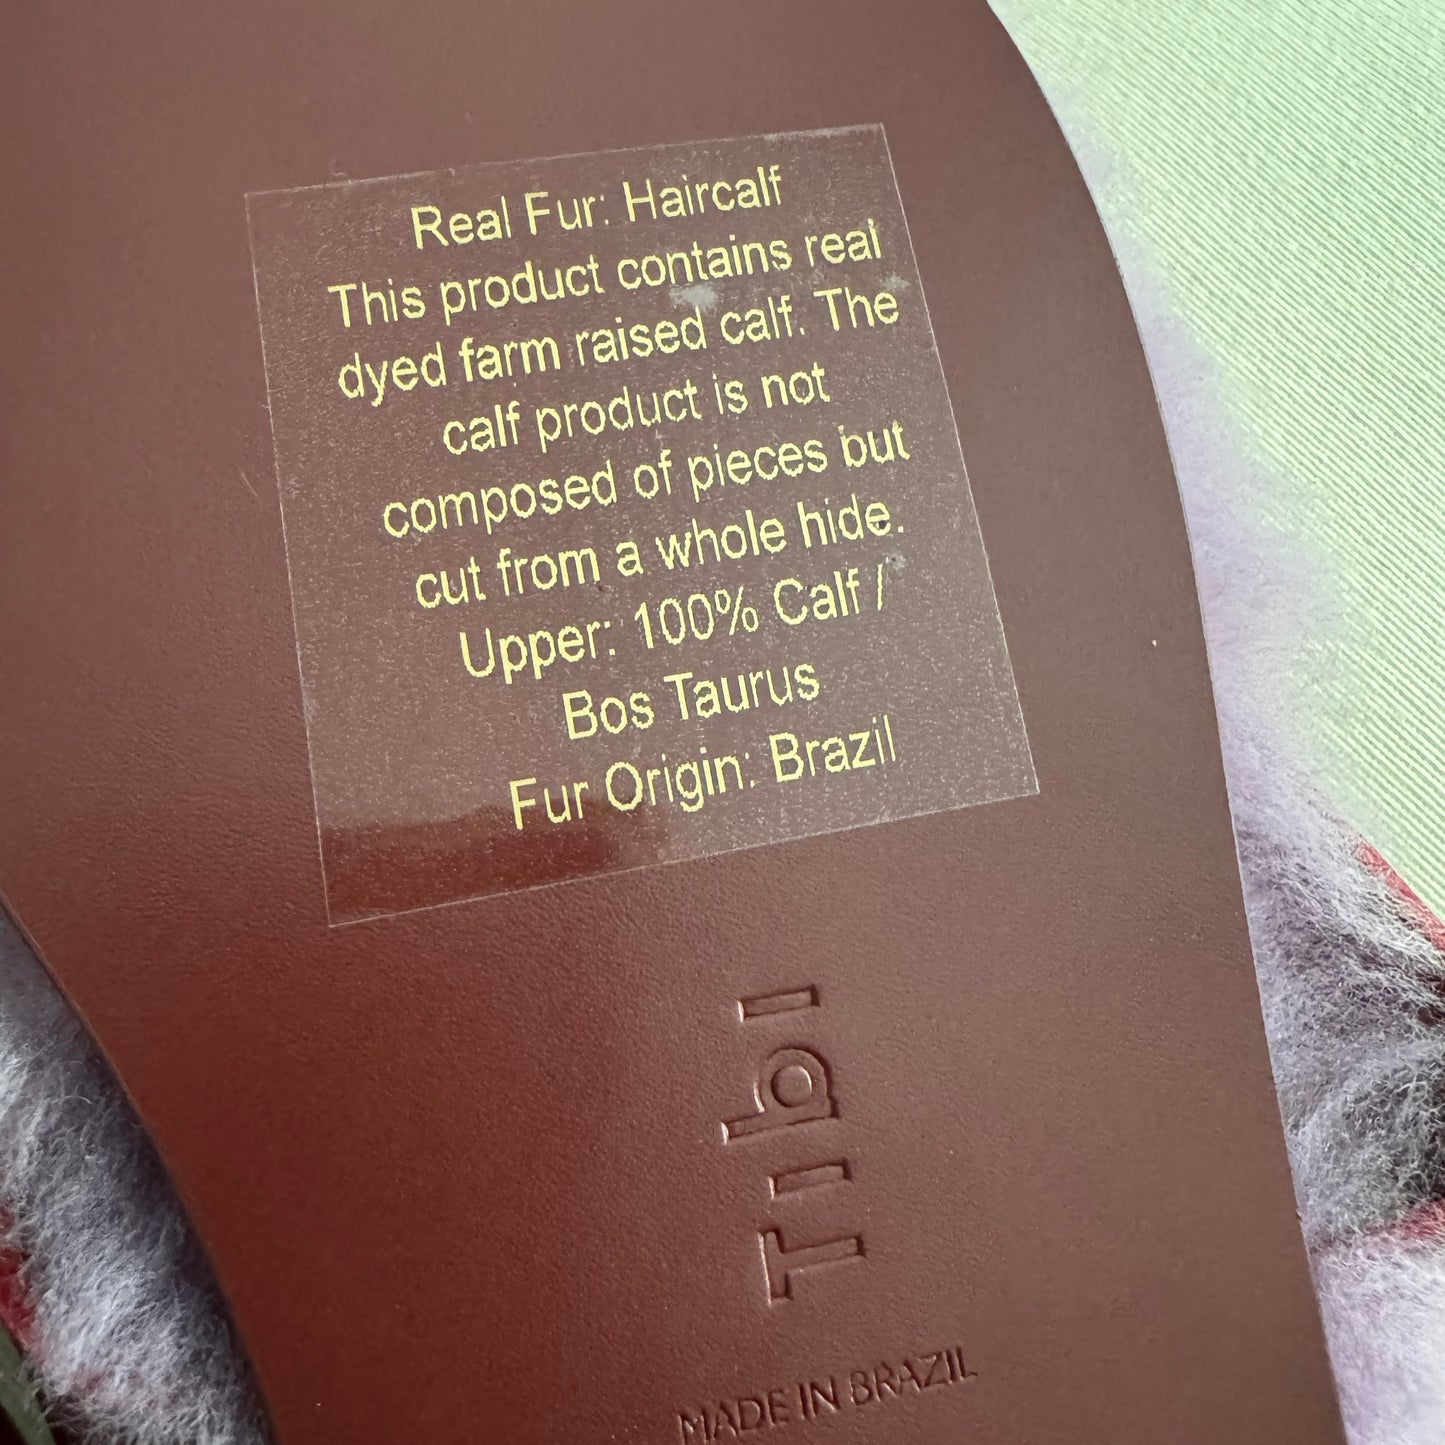 Real Fur: Haircalf
This product contains real
dyed farm raised calf. The
calf product is not
composed of pieces but
cut from a whole hide.
Upper: 100% Calf /
Bos Taurus
Fur Origin: Brazil
TIbI
MADE IN BRAZIL